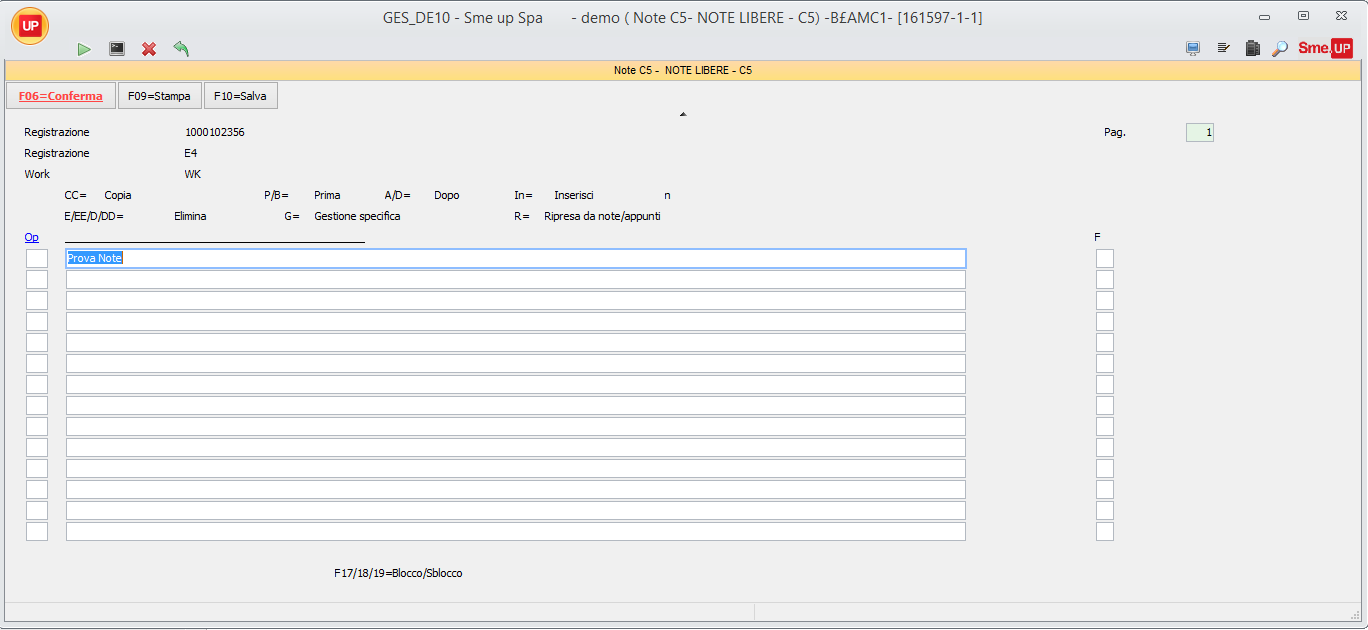 UP GES_DE10 - Sme up Spa - demo ( Note C5- NOTE LIBERE - C5) -B£AMC1- [161597-1-1]
Sme.UP
Note C5 - NOTE LIBERE - C5
F06=Conferma F09=Stampa F10=Salva
Registrazione 1000102356 Pag. 1
Registrazione E4
Work WK
CC= Copia P/B= Prima A/D= Dopo In= Inserisci n
E/EE/D/DD= Elimina G= Gestione specifica R= Ripresa da note/appunti
Op F
Prova Note
F17/18/19=Blocco/Sblocco